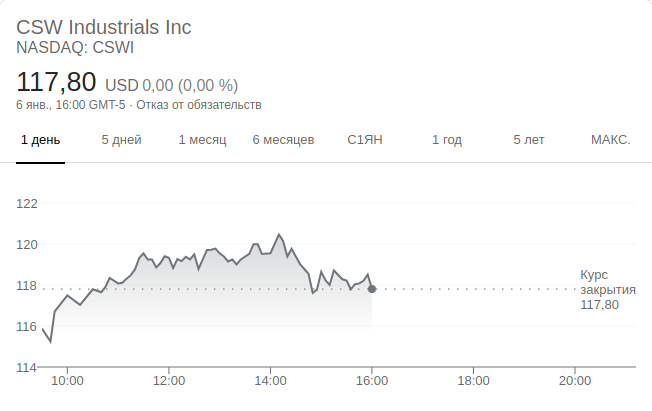 CSW Industrials Inc
NASDAQ: CSWI
117,80 USD 0,00 (0,00 %)
6 янв., 16:00 GMT-5 · Отказ от обязательств
1 день 5 дней 1 месяц 6 месяцев С1ЯН 1 год 5 лет МАКС.
122
120
118
116
114
Курс
закрытия
117,80
10:00 12:00 14:00 16:00 18:00 20:00